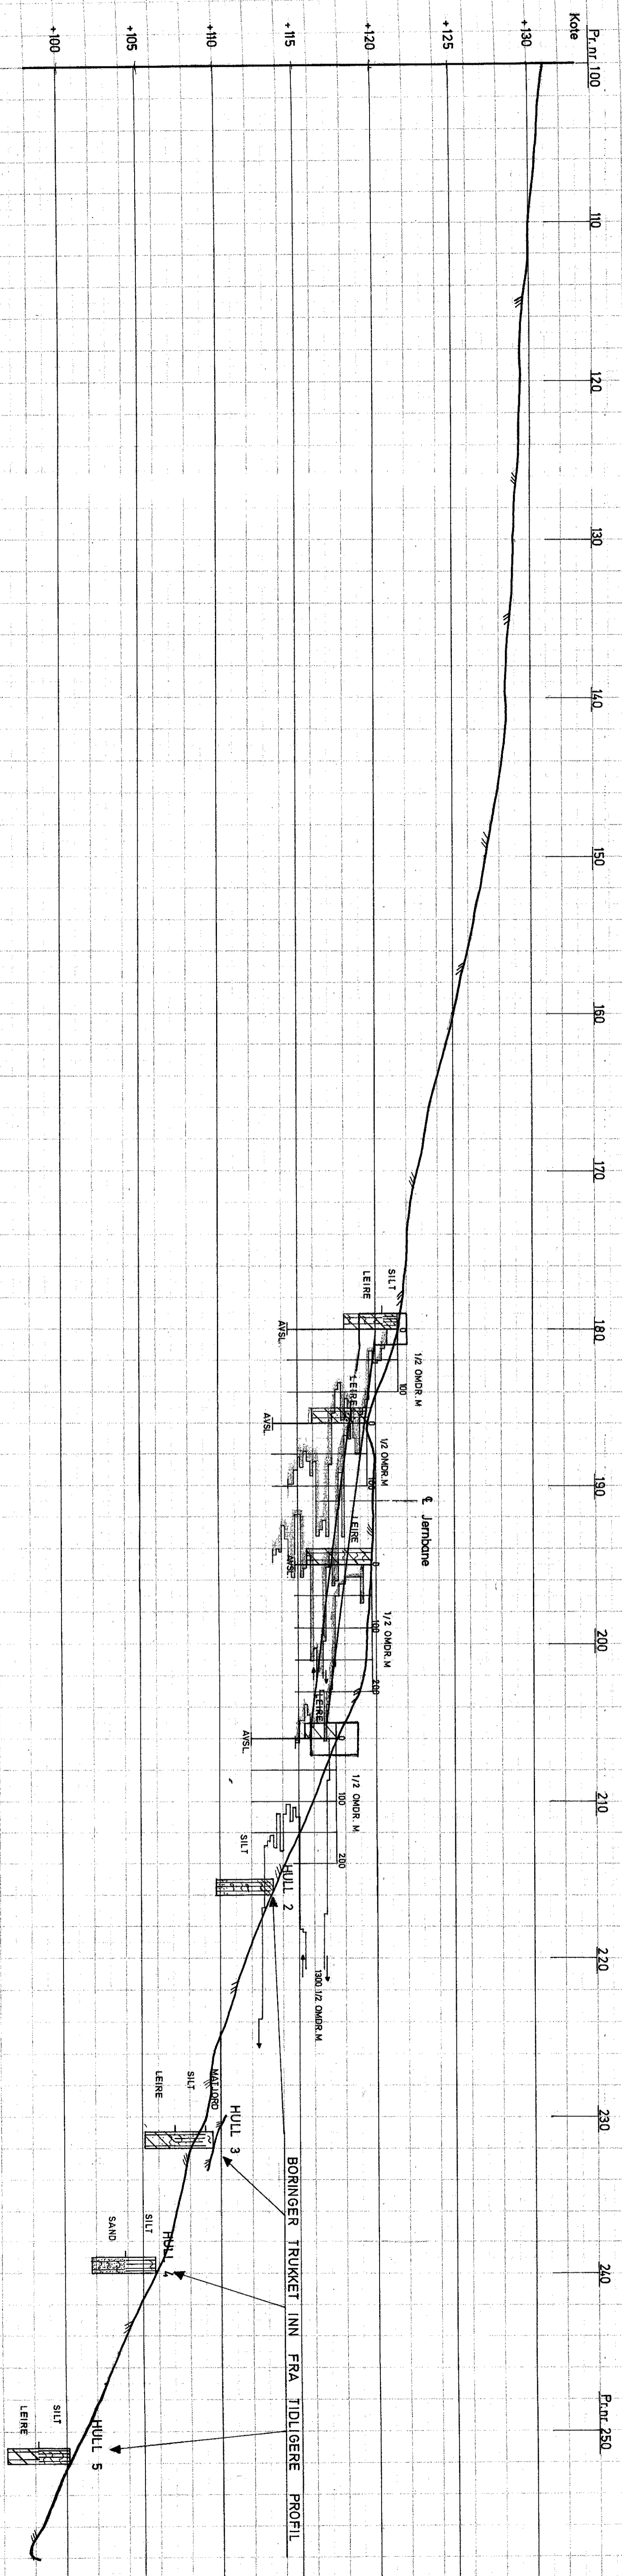 Kote
Pr. nr. 100
110
120
130
140
150
160
170
180
190
200
210
220
230
240
Pr.nr. 250
+130
+125
+120
+115
+110
+105
+100
SILT
LEIRE
0
100
1/2 OMDR.M
AVSL.
LEIRE
0
100
1/2 OMDR.M
AVSL.
℄ Jernbane
LEIRE
0
100
200
1/2 OMDR.M
AVSL.
LEIRE
0
100
200
1/2 OMDR. M
AVSL.
1300 1/2 OMDR.M
SILT
HULL 2
MATJORD
SILT
LEIRE
HULL 3
SILT
SAND
HULL 4
SILT
LEIRE
HULL 5
BORINGER TRUKKET INN FRA TIDLIGERE PROFIL